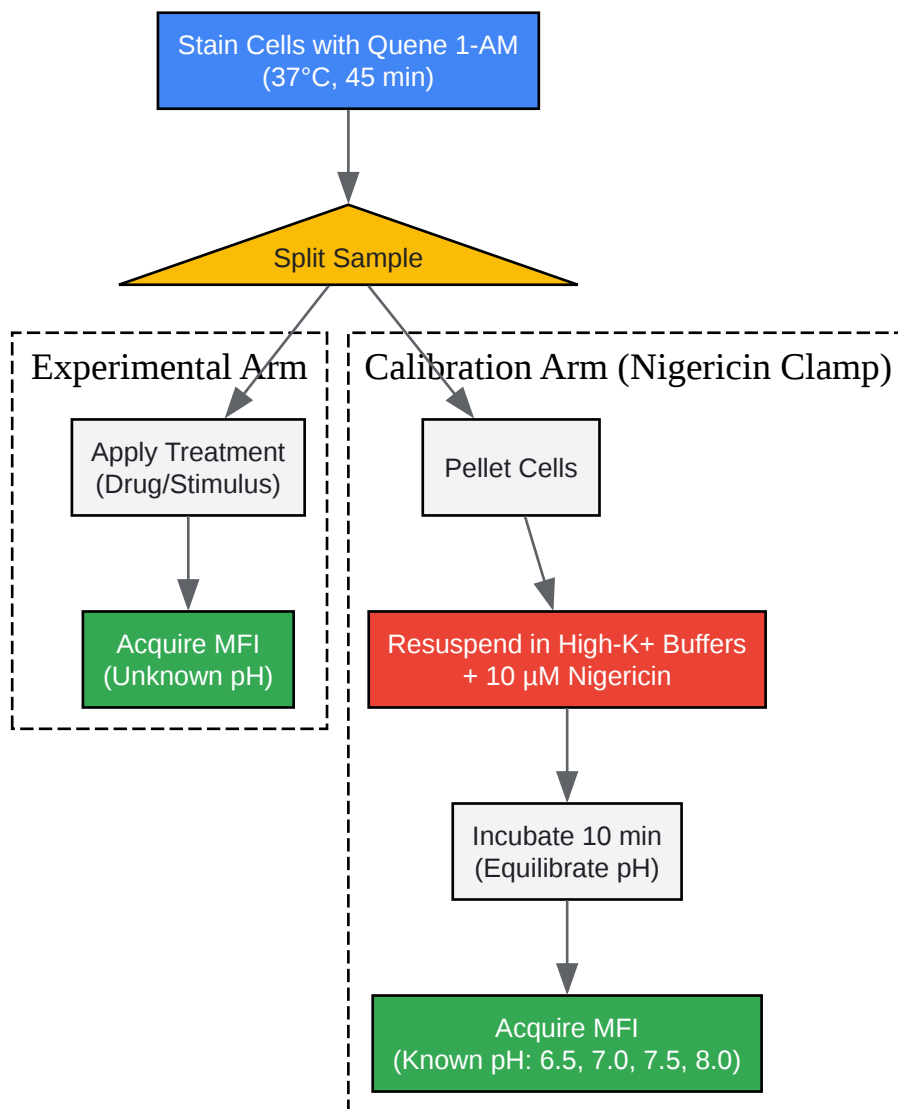 Stain Cells with Quene 1-AM
(37°C, 45 min)
Split Sample
Experimental Arm
Apply Treatment
(Drug/Stimulus)
Acquire MFI
(Unknown pH)
Calibration Arm (Nigericin Clamp)
Pellet Cells
Resuspend in High-K+ Buffers
+ 10 µM Nigericin
Incubate 10 min
(Equilibrate pH)
Acquire MFI
(Known pH: 6.5, 7.0, 7.5, 8.0)